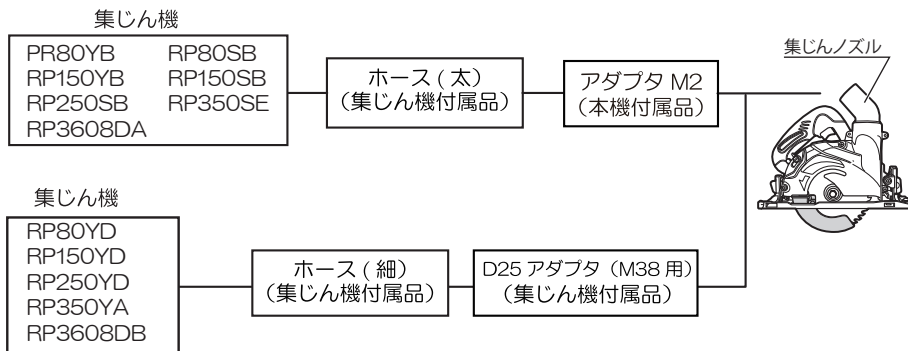 集じん機
PR80YB RP80SB
RP150YB RP150SB
RP250SB RP350SE
RP3608DA
ホース ( 太 )
（集じん機付属品）
アダプタ M2
（本機付属品）
集じんノズル
集じん機
RP80YD
RP150YD
RP250YD
RP350YA
RP3608DB
ホース ( 細 )
（集じん機付属品）
D25 アダプタ（M38 用）
（集じん機付属品）